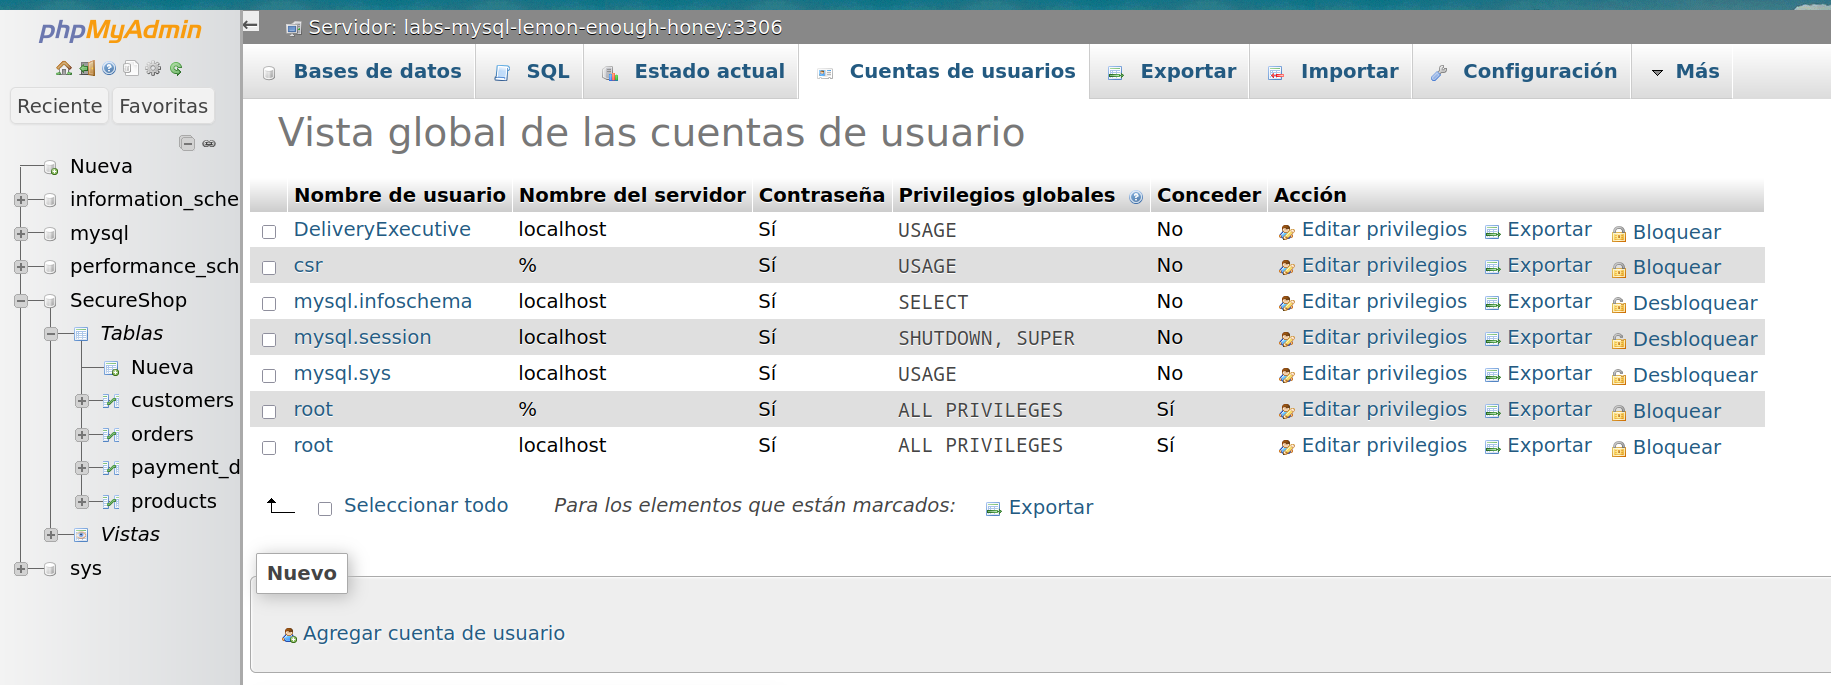 phpMyAdmin
Reciente Favoritas
Nueva
information_sche
mysql
performance_sch
SecureShop
Tablas
Nueva
customers
orders
payment_d
products
Vistas
sys
Servidor: labs-mysql-lemon-enough-honey:3306
Bases de datos SQL Estado actual Cuentas de usuarios Exportar Importar Configuración Más
Vista global de las cuentas de usuario
Nombre de usuario Nombre del servidor Contraseña Privilegios globales Conceder Acción
DeliveryExecutive localhost Sí USAGE No Editar privilegios Exportar Bloquear
csr % Sí USAGE No Editar privilegios Exportar Bloquear
mysql.infoschema localhost Sí SELECT No Editar privilegios Exportar Desbloquear
mysql.session localhost Sí SHUTDOWN, SUPER No Editar privilegios Exportar Desbloquear
mysql.sys localhost Sí USAGE No Editar privilegios Exportar Desbloquear
root % Sí ALL PRIVILEGES Sí Editar privilegios Exportar Bloquear
root localhost Sí ALL PRIVILEGES Sí Editar privilegios Exportar Bloquear
Seleccionar todo Para los elementos que están marcados: Exportar
Nuevo
Agregar cuenta de usuario